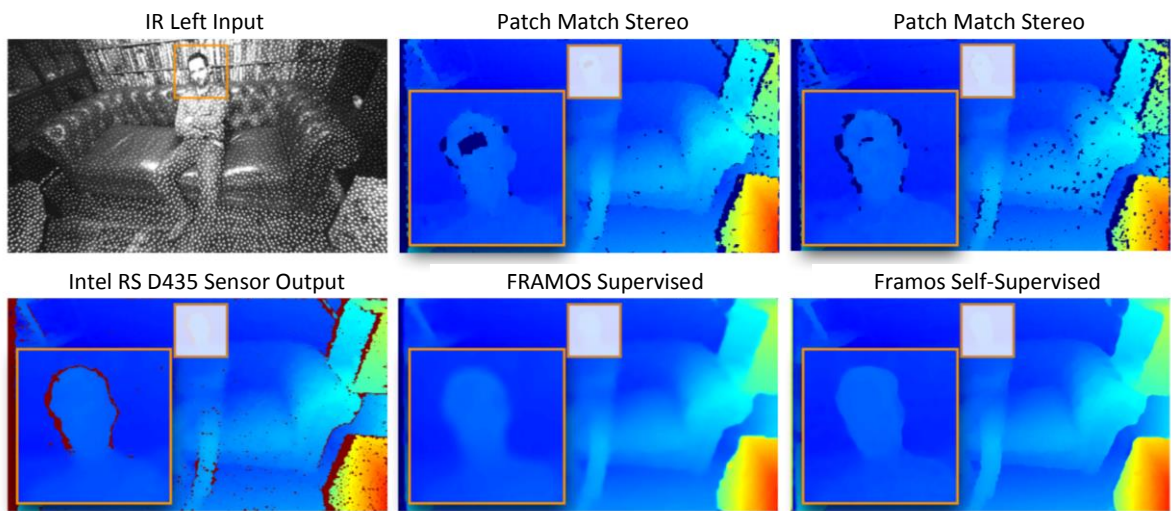 IR Left Input
Patch Match Stereo
Patch Match Stereo
Intel RS D435 Sensor Output
FRAMOS Supervised
Framos Self-Supervised